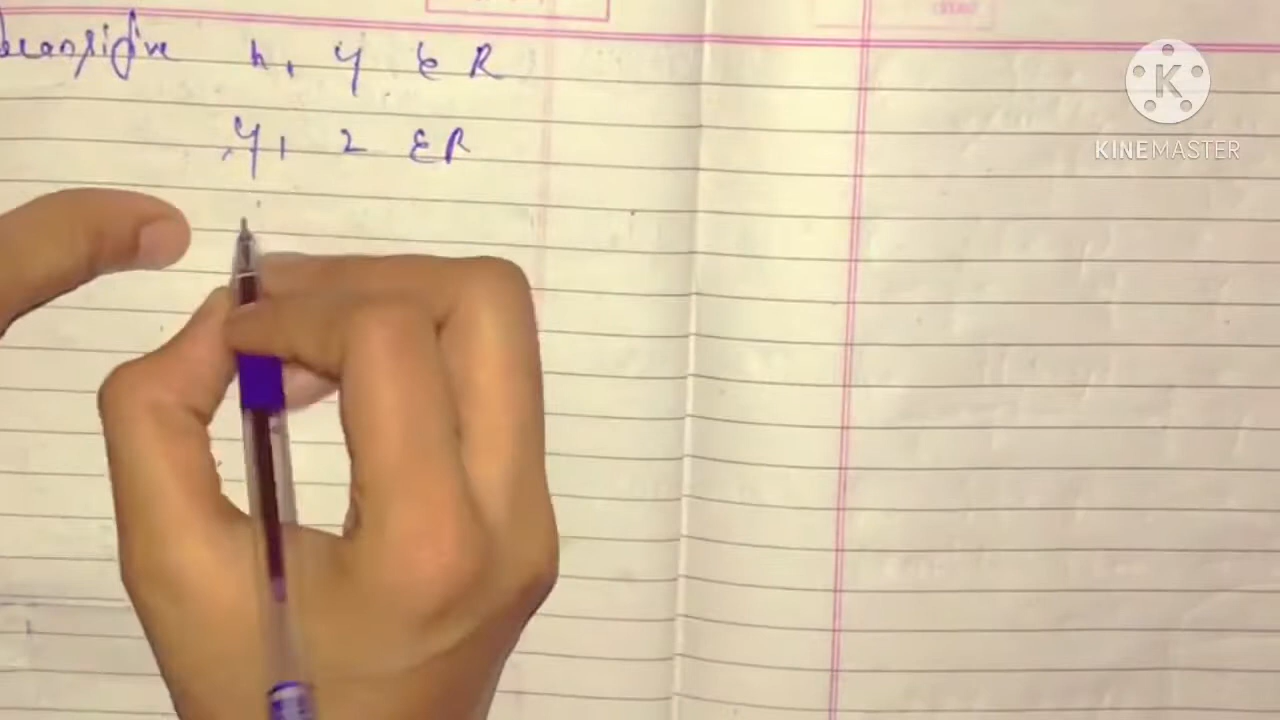 transitive x, y ∈ R
y, z ∈ R
KINEMASTER